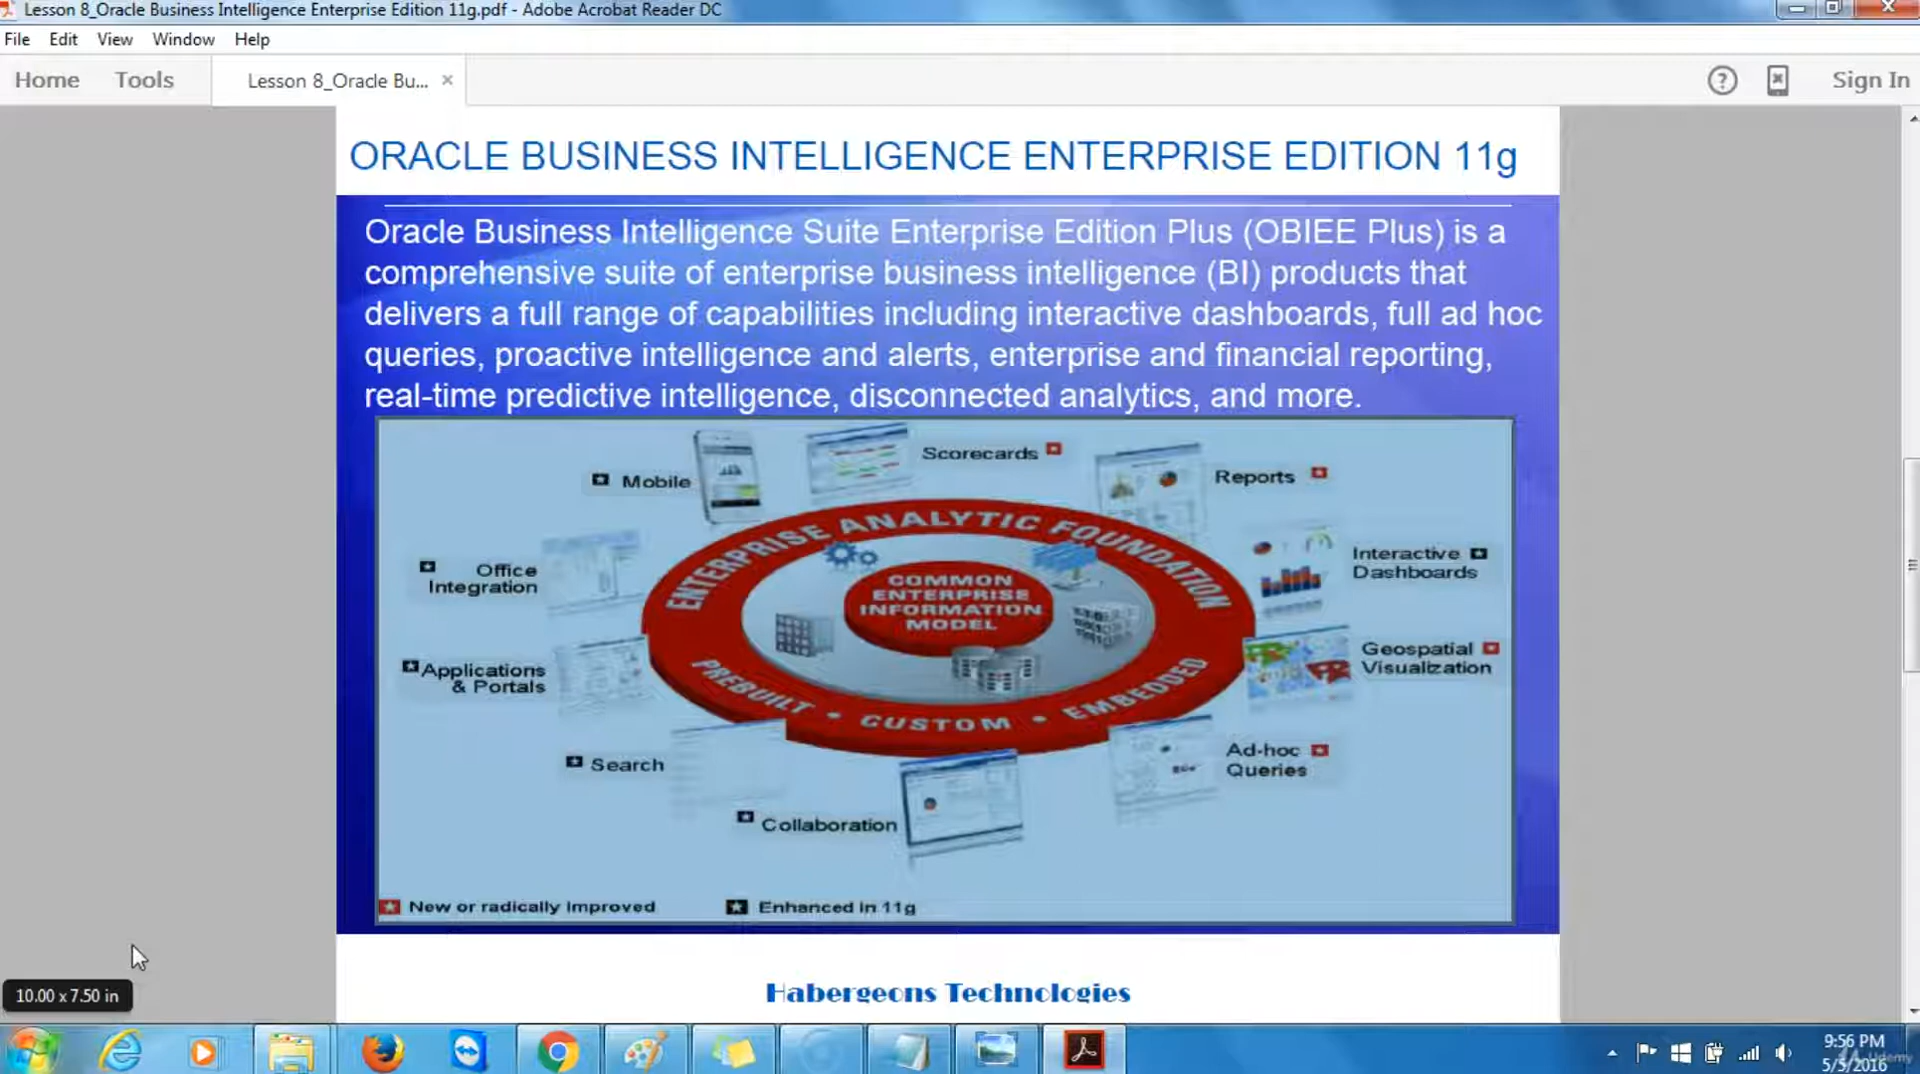 Lesson 8_Oracle Business Intelligence Enterprise Edition 11g.pdf - Adobe Acrobat Reader DC
File Edit View Window Help
Home Tools Lesson 8_Oracle Bu... × ? Sign In
ORACLE BUSINESS INTELLIGENCE ENTERPRISE EDITION 11g
Oracle Business Intelligence Suite Enterprise Edition Plus (OBIEE Plus) is a
comprehensive suite of enterprise business intelligence (BI) products that
delivers a full range of capabilities including interactive dashboards, full ad hoc
queries, proactive intelligence and alerts, enterprise and financial reporting,
real-time predictive intelligence, disconnected analytics, and more.
Scorecards
Mobile
Reports
ENTERPRISE ANALYTIC FOUNDATION
Interactive
Dashboards
Office
Integration
COMMON
ENTERPRISE
INFORMATION
MODEL
Geospatial
Visualization
Applications
& Portals
PREBUILT • CUSTOM • EMBEDDED
Ad-hoc
Queries
Search
Collaboration
New or radically improved
Enhanced in 11g
Habergeons Technologies
10.00 x 7.50 in
9:56 PM
5/5/2016
Udemy